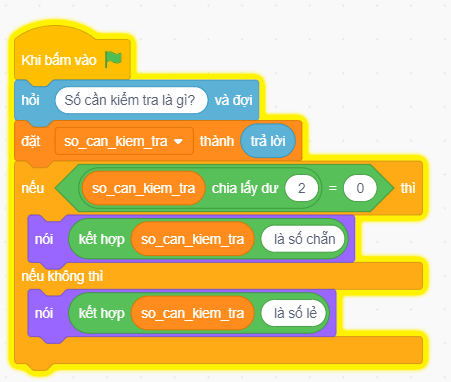 Khi bấm vào
hỏi Số cần kiểm tra là gì? và đợi
đặt so_can_kiem_tra thành trả lời
nếu so_can_kiem_tra chia lấy dư 2 = 0 thì
nói kết hợp so_can_kiem_tra là số chẵn
nếu không thì
nói kết hợp so_can_kiem_tra là số lẻ